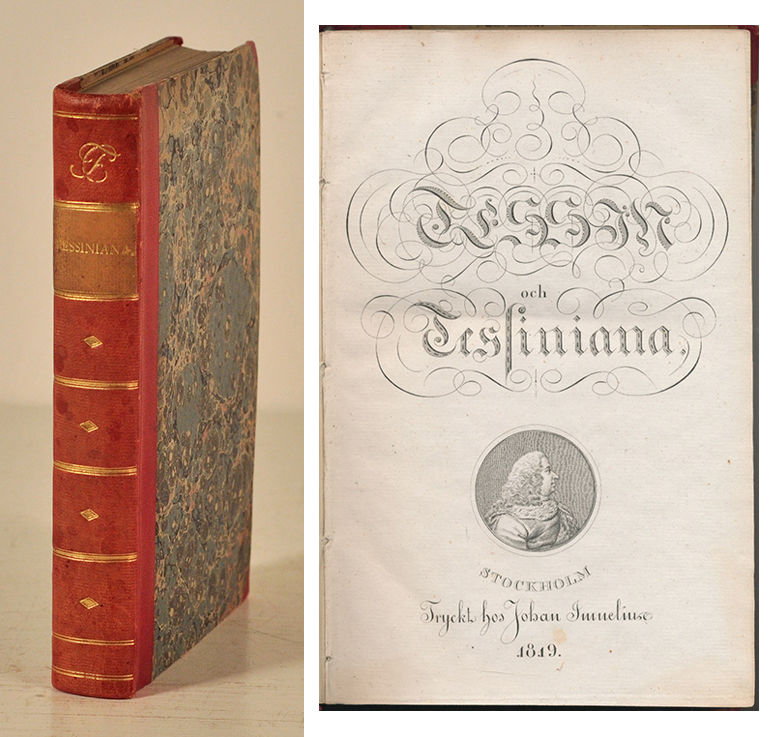 TESSINIANA.
TESSIN
och
Tesſiniana.
STOCKHOLM
Tryckt hos Johan Imnelius
1819.